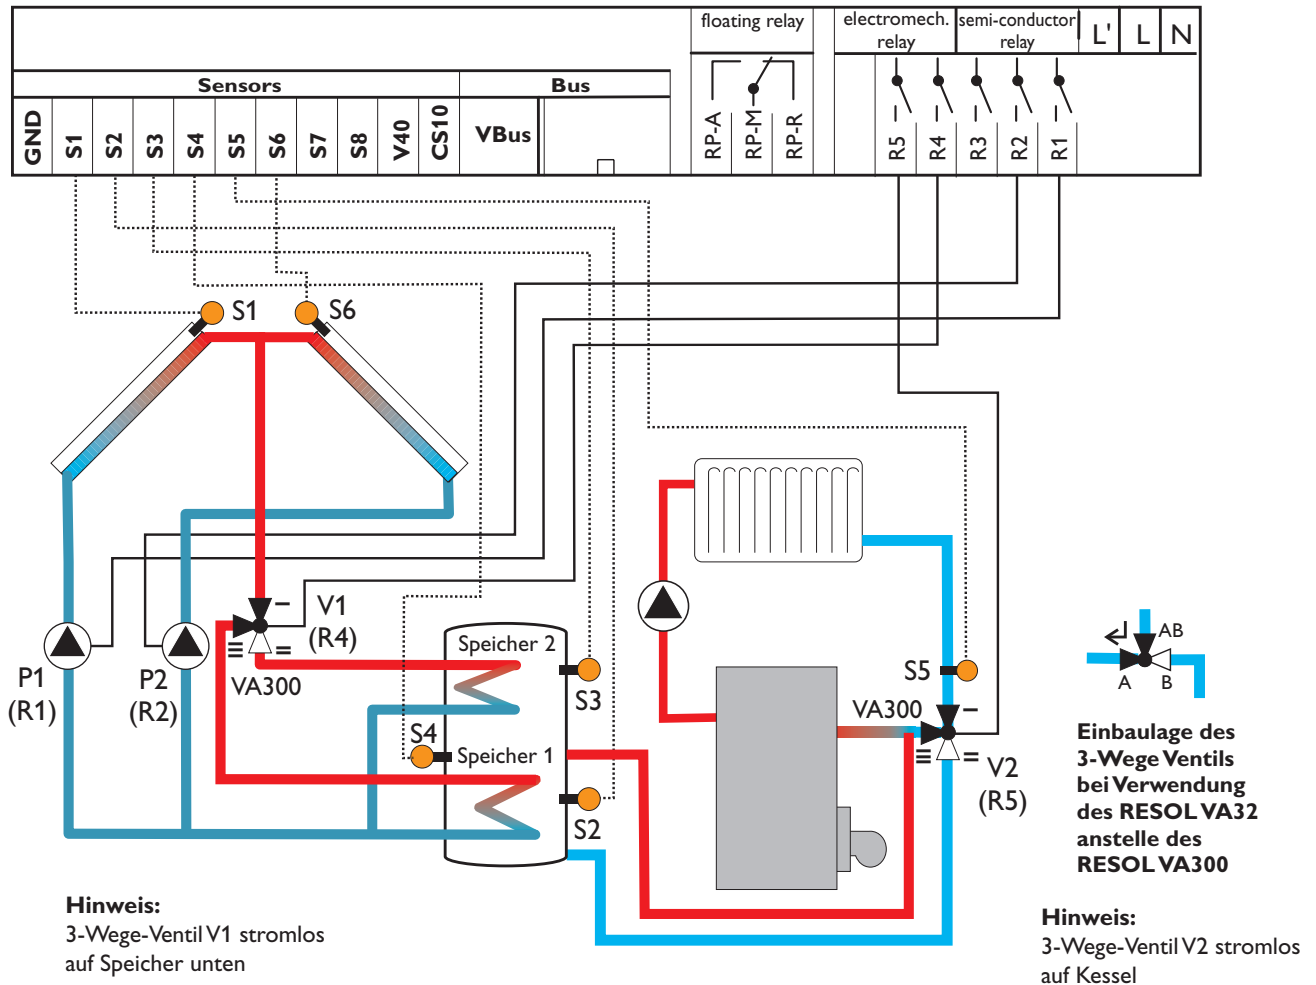 floating relay
electromech.
relay
semi-conductor
relay
L'
L
N
Sensors
Bus
GND
S1
S2
S3
S4
S5
S6
S7
S8
V40
CS10
VBus
RP-A
RP-M
RP-R
R5
R4
R3
R2
R1
S1
S6
V1
(R4)
VA300
P1
(R1)
P2
(R2)
Speicher 2
S3
S4
Speicher 1
S2
S5
VA300
V2
(R5)
AB
A
B
Einbaulage des
3-Wege Ventils
bei Verwendung
des RESOL VA32
anstelle des
RESOL VA300
Hinweis:
3-Wege-Ventil V1 stromlos
auf Speicher unten
Hinweis:
3-Wege-Ventil V2 stromlos
auf Kessel